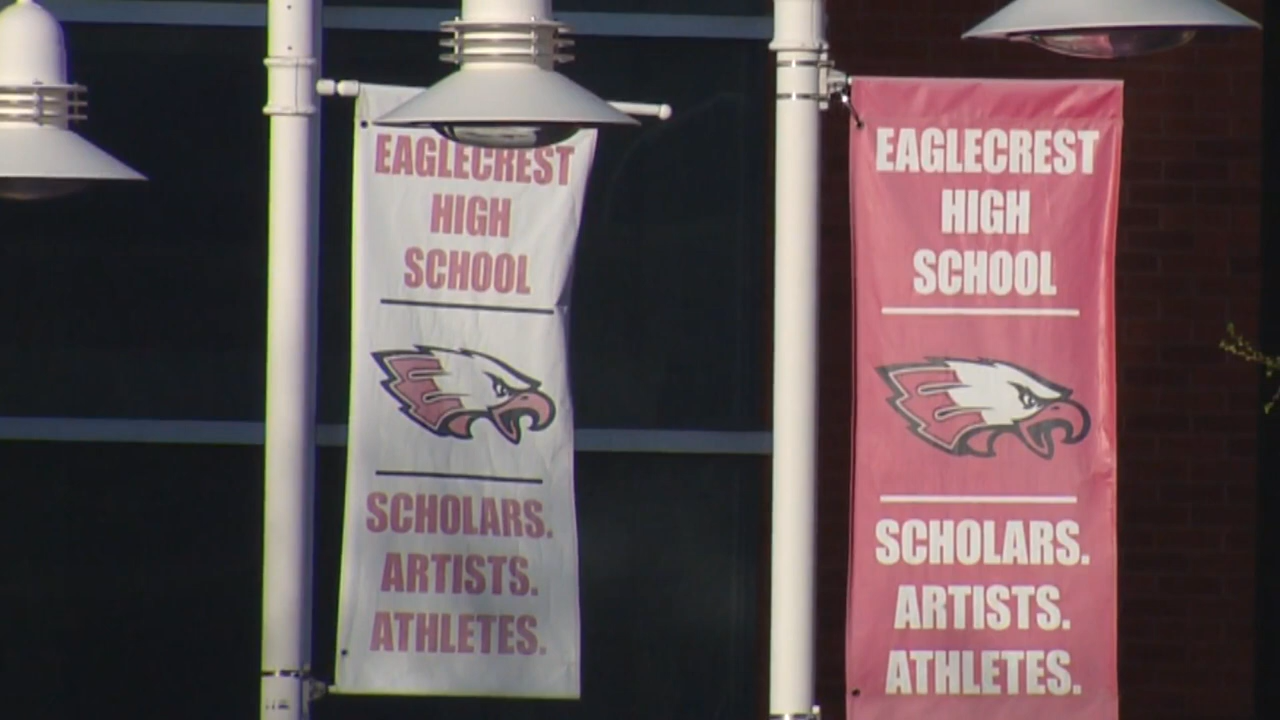 EAGLECREST
HIGH
SCHOOL
SCHOLARS.
ARTISTS.
ATHLETES.
EAGLECREST
HIGH
SCHOOL
SCHOLARS.
ARTISTS.
ATHLETES.